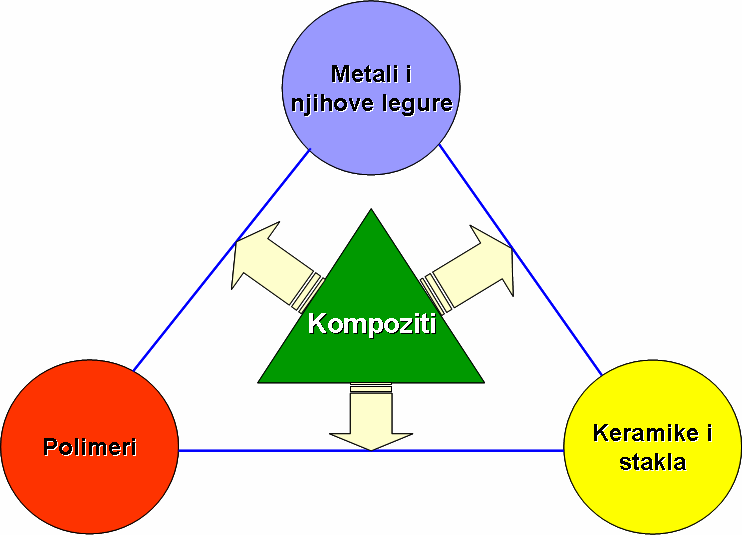 Metali i
njihove legure
Kompoziti
Polimeri
Keramike i
stakla